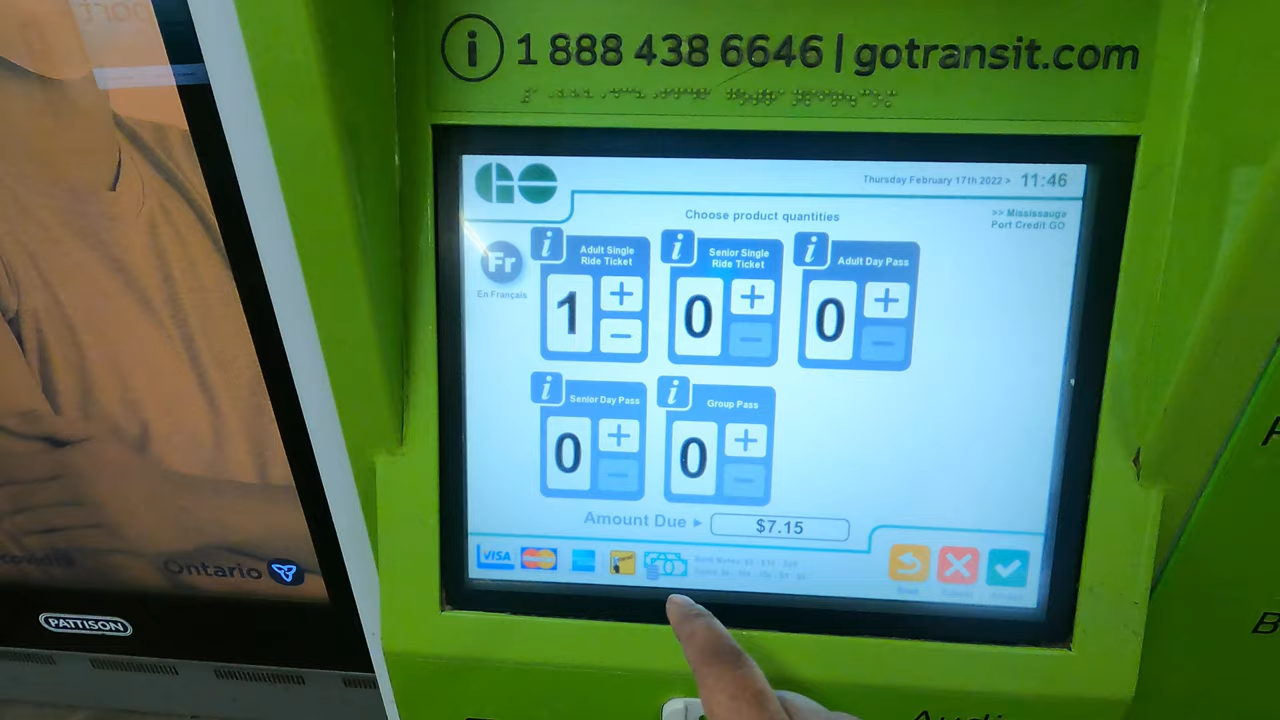 i 1 888 438 6646 | gotransit.com
GO
Thursday February 17th 2022 > 11:46
Choose product quantities
>> Mississauga
Port Credit GO
Fr
En Français
i Adult Single
Ride Ticket
1 + -
i Senior Single
Ride Ticket
0 + -
i Adult Day Pass
0 + -
i Senior Day Pass
0 + -
i Group Pass
0 + -
Amount Due ▸ $7.15
VISA MasterCard
Ontario
PATTISON